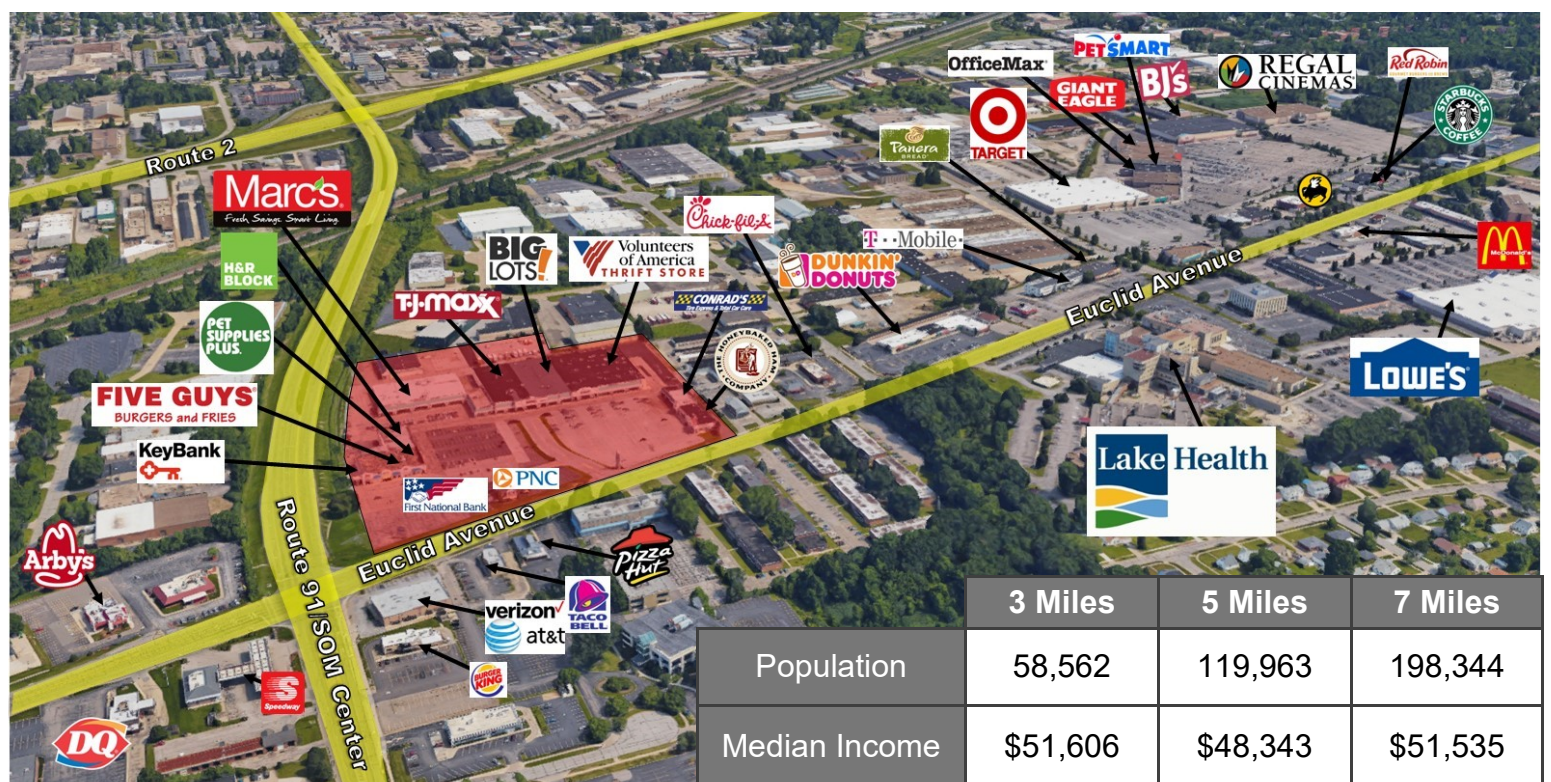 Route 2
Marc's
Fresh Savings. Smart Living.
H&R
BLOCK
PET
SUPPLIES
PLUS.
FIVE GUYS
BURGERS and FRIES
KeyBank
Arby's
DQ
Speedway
Route 91/SOM Center
T·J·maxx
BIG
LOTS!
Volunteers
of America
THRIFT STORE
CONRAD'S
Tire Express & Total Car Care
THE HONEYBAKED HAM
COMPANY
First National Bank
PNC
Euclid Avenue
Pizza
Hut
TACO
BELL
verizon
at&t
BURGER
KING
Chick-fil-A
DUNKIN'
DONUTS
T··Mobile·
Panera
BREAD
OfficeMax
TARGET
GIANT
EAGLE
PETSMART
BJ's
REGAL
CINEMAS
Red Robin
STARBUCKS
COFFEE
McDonald's
Euclid Avenue
LOWE'S
Lake Health
3 Miles 5 Miles 7 Miles
Population 58,562 119,963 198,344
Median Income $51,606 $48,343 $51,535